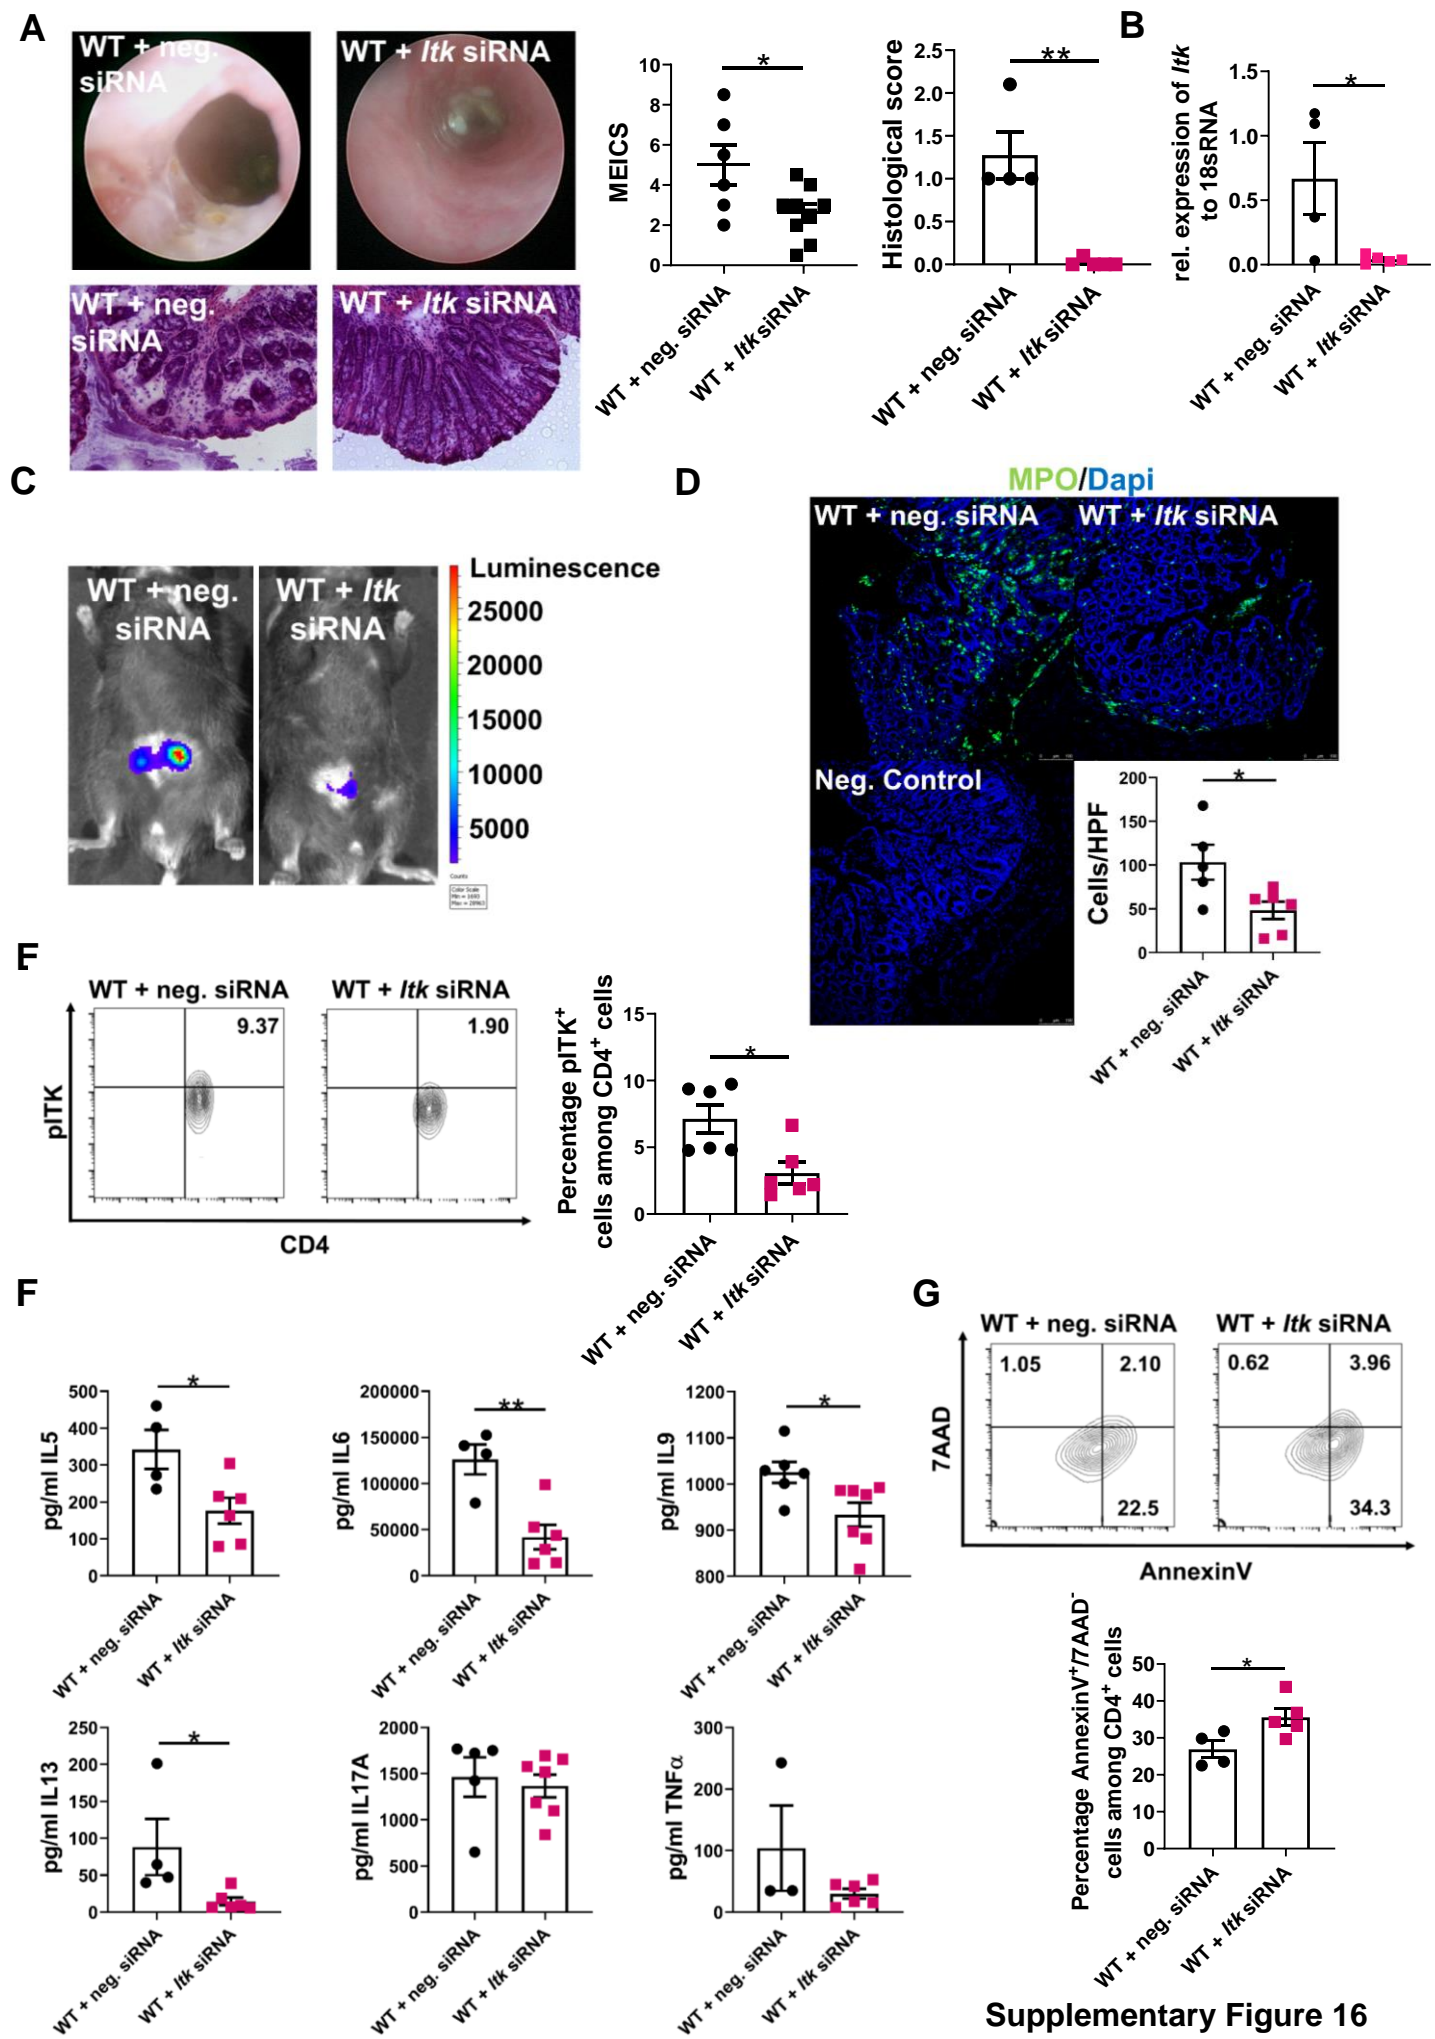 A
WT + neg.
siRNA
WT + Itk siRNA
WT + neg.
siRNA
WT + Itk siRNA
MEICS
10
8
6
4
2
0
*
WT + neg. siRNA
WT + Itk siRNA
Histological score
2.5
2.0
1.5
1.0
0.5
0.0
**
WT + neg. siRNA
WT + Itk siRNA
B
rel. expression of Itk
to 18sRNA
1.5
1.0
0.5
0.0
*
WT + neg. siRNA
WT + Itk siRNA
C
WT + neg.
siRNA
WT + Itk
siRNA
Luminescence
25000
20000
15000
10000
5000
Counts
Color Scale
Min = 1693
Max = 28963
D
MPO/Dapi
WT + neg. siRNA
WT + Itk siRNA
Neg. Control
Cells/HPF
200
150
100
50
0
*
WT + neg. siRNA
WT + Itk siRNA
E
WT + neg. siRNA
WT + Itk siRNA
9.37
1.90
pITK
CD4
Percentage pITK+
cells among CD4+ cells
15
10
5
0
*
WT + neg. siRNA
WT + Itk siRNA
F
pg/ml IL5
500
400
300
200
100
0
*
WT + neg. siRNA
WT + Itk siRNA
pg/ml IL6
200000
150000
100000
50000
0
**
WT + neg. siRNA
WT + Itk siRNA
pg/ml IL9
1200
1100
1000
900
800
*
WT + neg. siRNA
WT + Itk siRNA
pg/ml IL13
250
200
150
100
50
0
*
WT + neg. siRNA
WT + Itk siRNA
pg/ml IL17A
2000
1500
1000
500
0
WT + neg. siRNA
WT + Itk siRNA
pg/ml TNFα
300
200
100
0
WT + neg. siRNA
WT + Itk siRNA
G
WT + neg. siRNA
WT + Itk siRNA
1.05
2.10
22.5
0.62
3.96
34.3
7AAD
AnnexinV
Percentage AnnexinV+/7AAD-
cells among CD4+ cells
50
40
30
20
10
0
*
WT + neg. siRNA
WT + Itk siRNA
Supplementary Figure 16